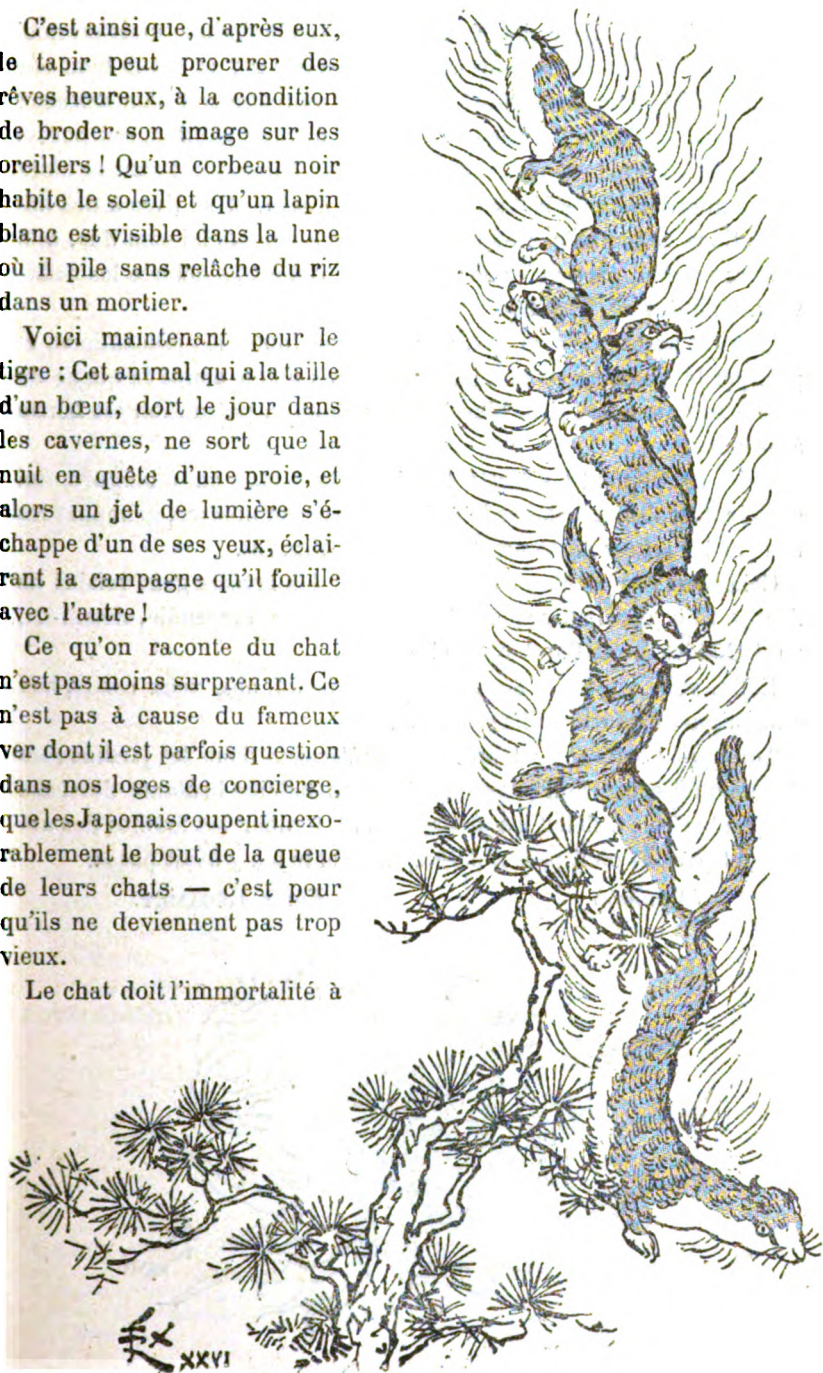 C'est ainsi que, d'après eux,
le tapir peut procurer des
rêves heureux, à la condition
de broder son image sur les
oreillers ! Qu'un corbeau noir
habite le soleil et qu'un lapin
blanc est visible dans la lune
où il pile sans relâche du riz
dans un mortier.
Voici maintenant pour le
tigre : Cet animal qui a la taille
d'un bœuf, dort le jour dans
les cavernes, ne sort que la
nuit en quête d'une proie, et
alors un jet de lumière s'é-
chappe d'un de ses yeux, éclai-
rant la campagne qu'il fouille
avec l'autre !
Ce qu'on raconte du chat
n'est pas moins surprenant. Ce
n'est pas à cause du fameux
ver dont il est parfois question
dans nos loges de concierge,
que les Japonais coupent inexo-
rablement le bout de la queue
de leurs chats — c'est pour
qu'ils ne deviennent pas trop
vieux.
Le chat doit l'immortalité à
XXVI